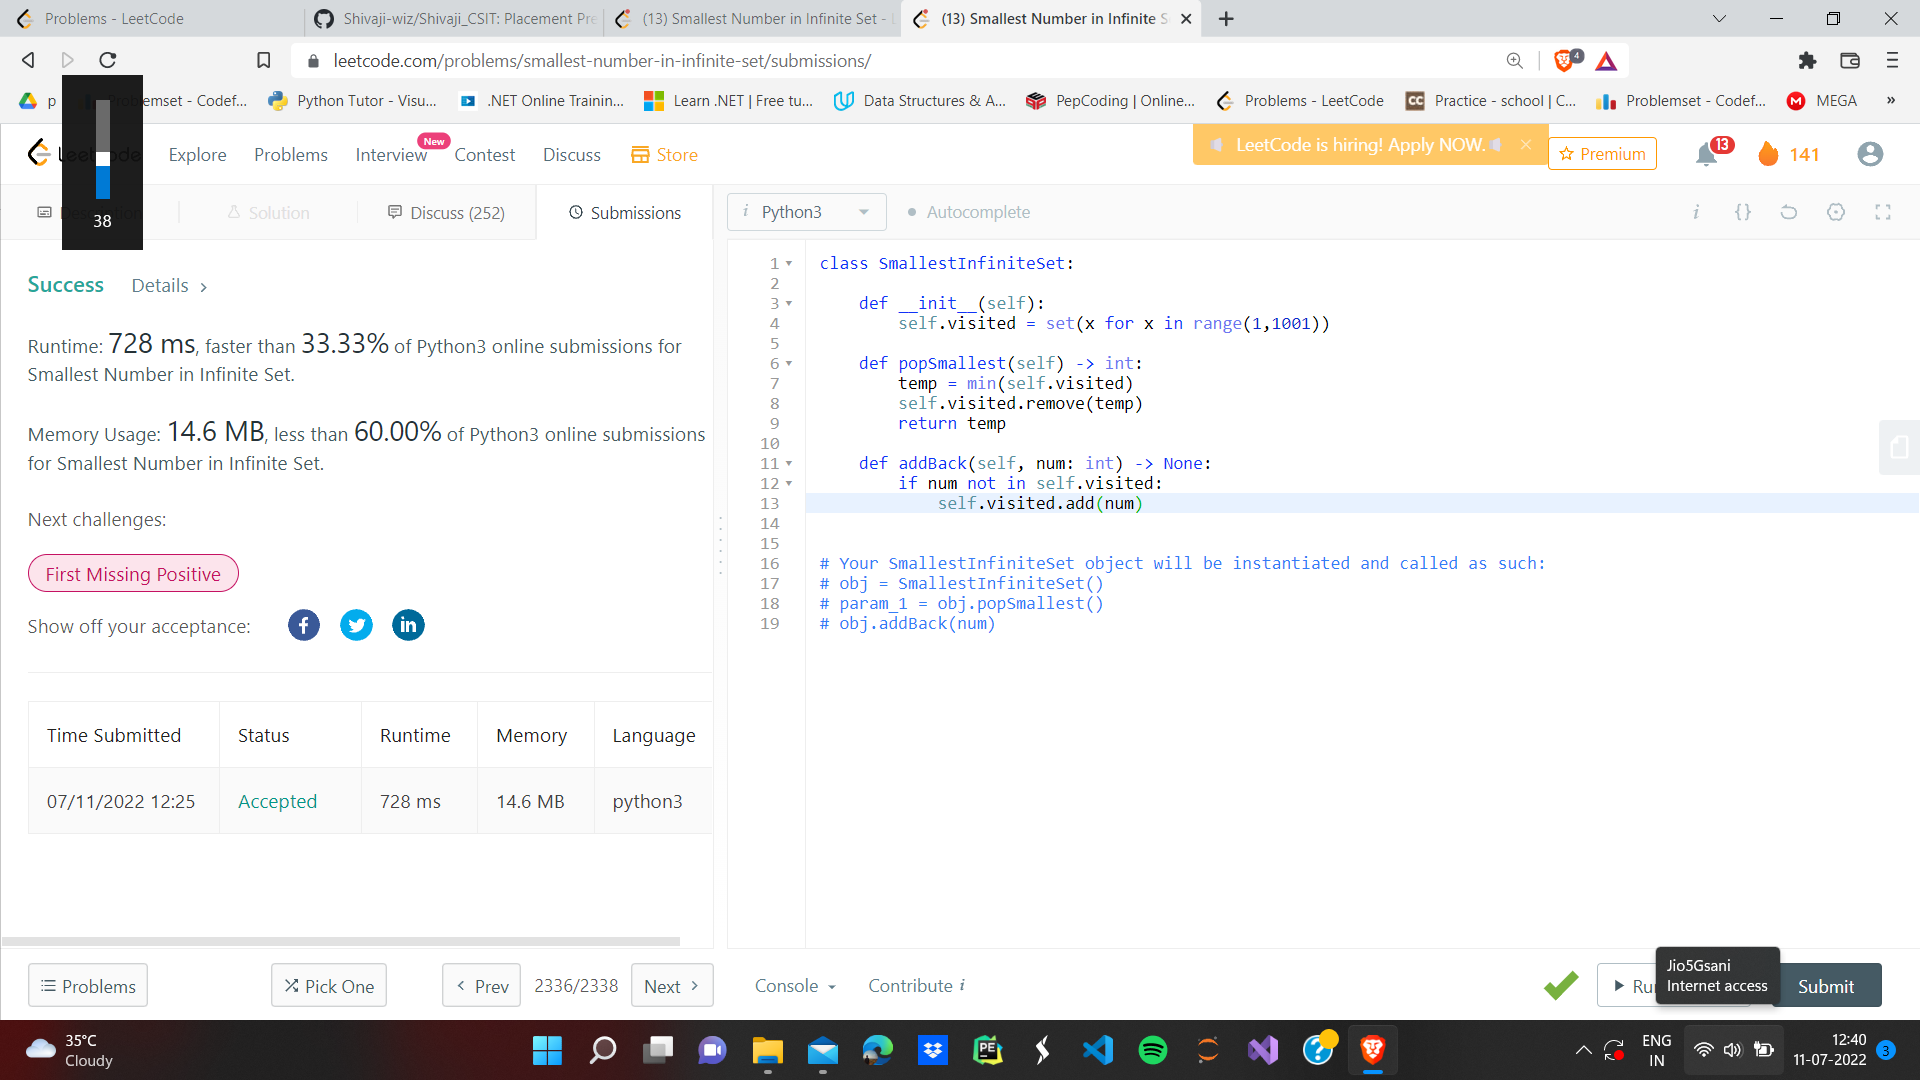 Problems - LeetCode
Shivaji-wiz/Shivaji_CSIT: Placement Pre
(13) Smallest Number in Infinite Set -
(13) Smallest Number in Infinite S
leetcode.com/problems/smallest-number-in-infinite-set/submissions/
4
p
emset - Codef...
Python Tutor - Visu...
.NET Online Trainin...
Learn .NET | Free tu...
Data Structures & A...
PepCoding | Online...
Problems - LeetCode
CC
Practice - school | C...
Problemset - Codef...
M
MEGA
»
LeetCode
Explore
Problems
Interview
New
Contest
Discuss
Store
LeetCode is hiring! Apply NOW.
Premium
13
141
38
Description
Solution
Discuss (252)
Submissions
i Python3
Autocomplete
i
{}
Success
Details
Runtime: 728 ms, faster than 33.33% of Python3 online submissions for
Smallest Number in Infinite Set.
Memory Usage: 14.6 MB, less than 60.00% of Python3 online submissions
for Smallest Number in Infinite Set.
Next challenges:
First Missing Positive
Show off your acceptance:
Time Submitted Status Runtime Memory Language
07/11/2022 12:25 Accepted 728 ms 14.6 MB python3
1 class SmallestInfiniteSet:
2
3     def __init__(self):
4         self.visited = set(x for x in range(1,1001))
5
6     def popSmallest(self) -> int:
7         temp = min(self.visited)
8         self.visited.remove(temp)
9         return temp
10
11     def addBack(self, num: int) -> None:
12         if num not in self.visited:
13             self.visited.add(num)
14
15
16 # Your SmallestInfiniteSet object will be instantiated and called as such:
17 # obj = SmallestInfiniteSet()
18 # param_1 = obj.popSmallest()
19 # obj.addBack(num)
Problems
Pick One
Prev
2336/2338
Next
Console
Contribute i
Ru
Jio5Gsani
Internet access
Submit
35°C
Cloudy
PE
ENG
IN
12:40
11-07-2022
3